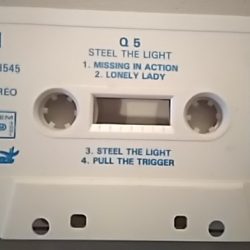 Q 5
STEEL THE LIGHT
1545
1. MISSING IN ACTION
2. LONELY LADY
3. STEEL THE LIGHT
4. PULL THE TRIGGER